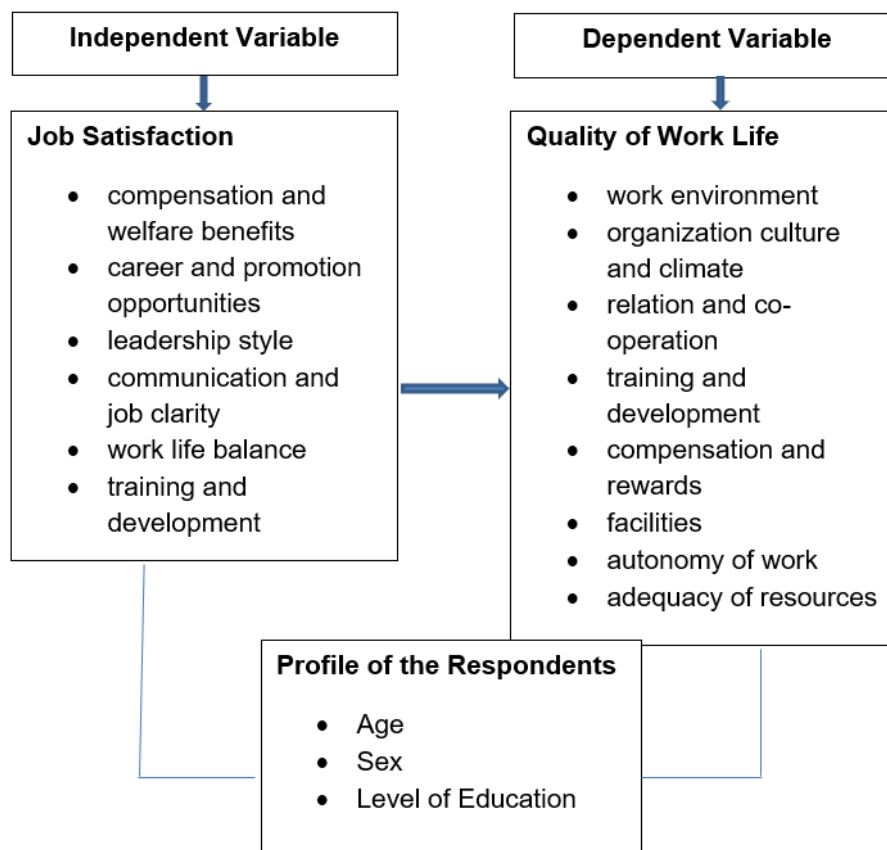 Independent Variable
Dependent Variable
Job Satisfaction
• compensation and
welfare benefits
• career and promotion
opportunities
• leadership style
• communication and
job clarity
• work life balance
• training and
development
Quality of Work Life
• work environment
• organization culture
and climate
• relation and co-
operation
• training and
development
• compensation and
rewards
• facilities
• autonomy of work
• adequacy of resources
Profile of the Respondents
• Age
• Sex
• Level of Education